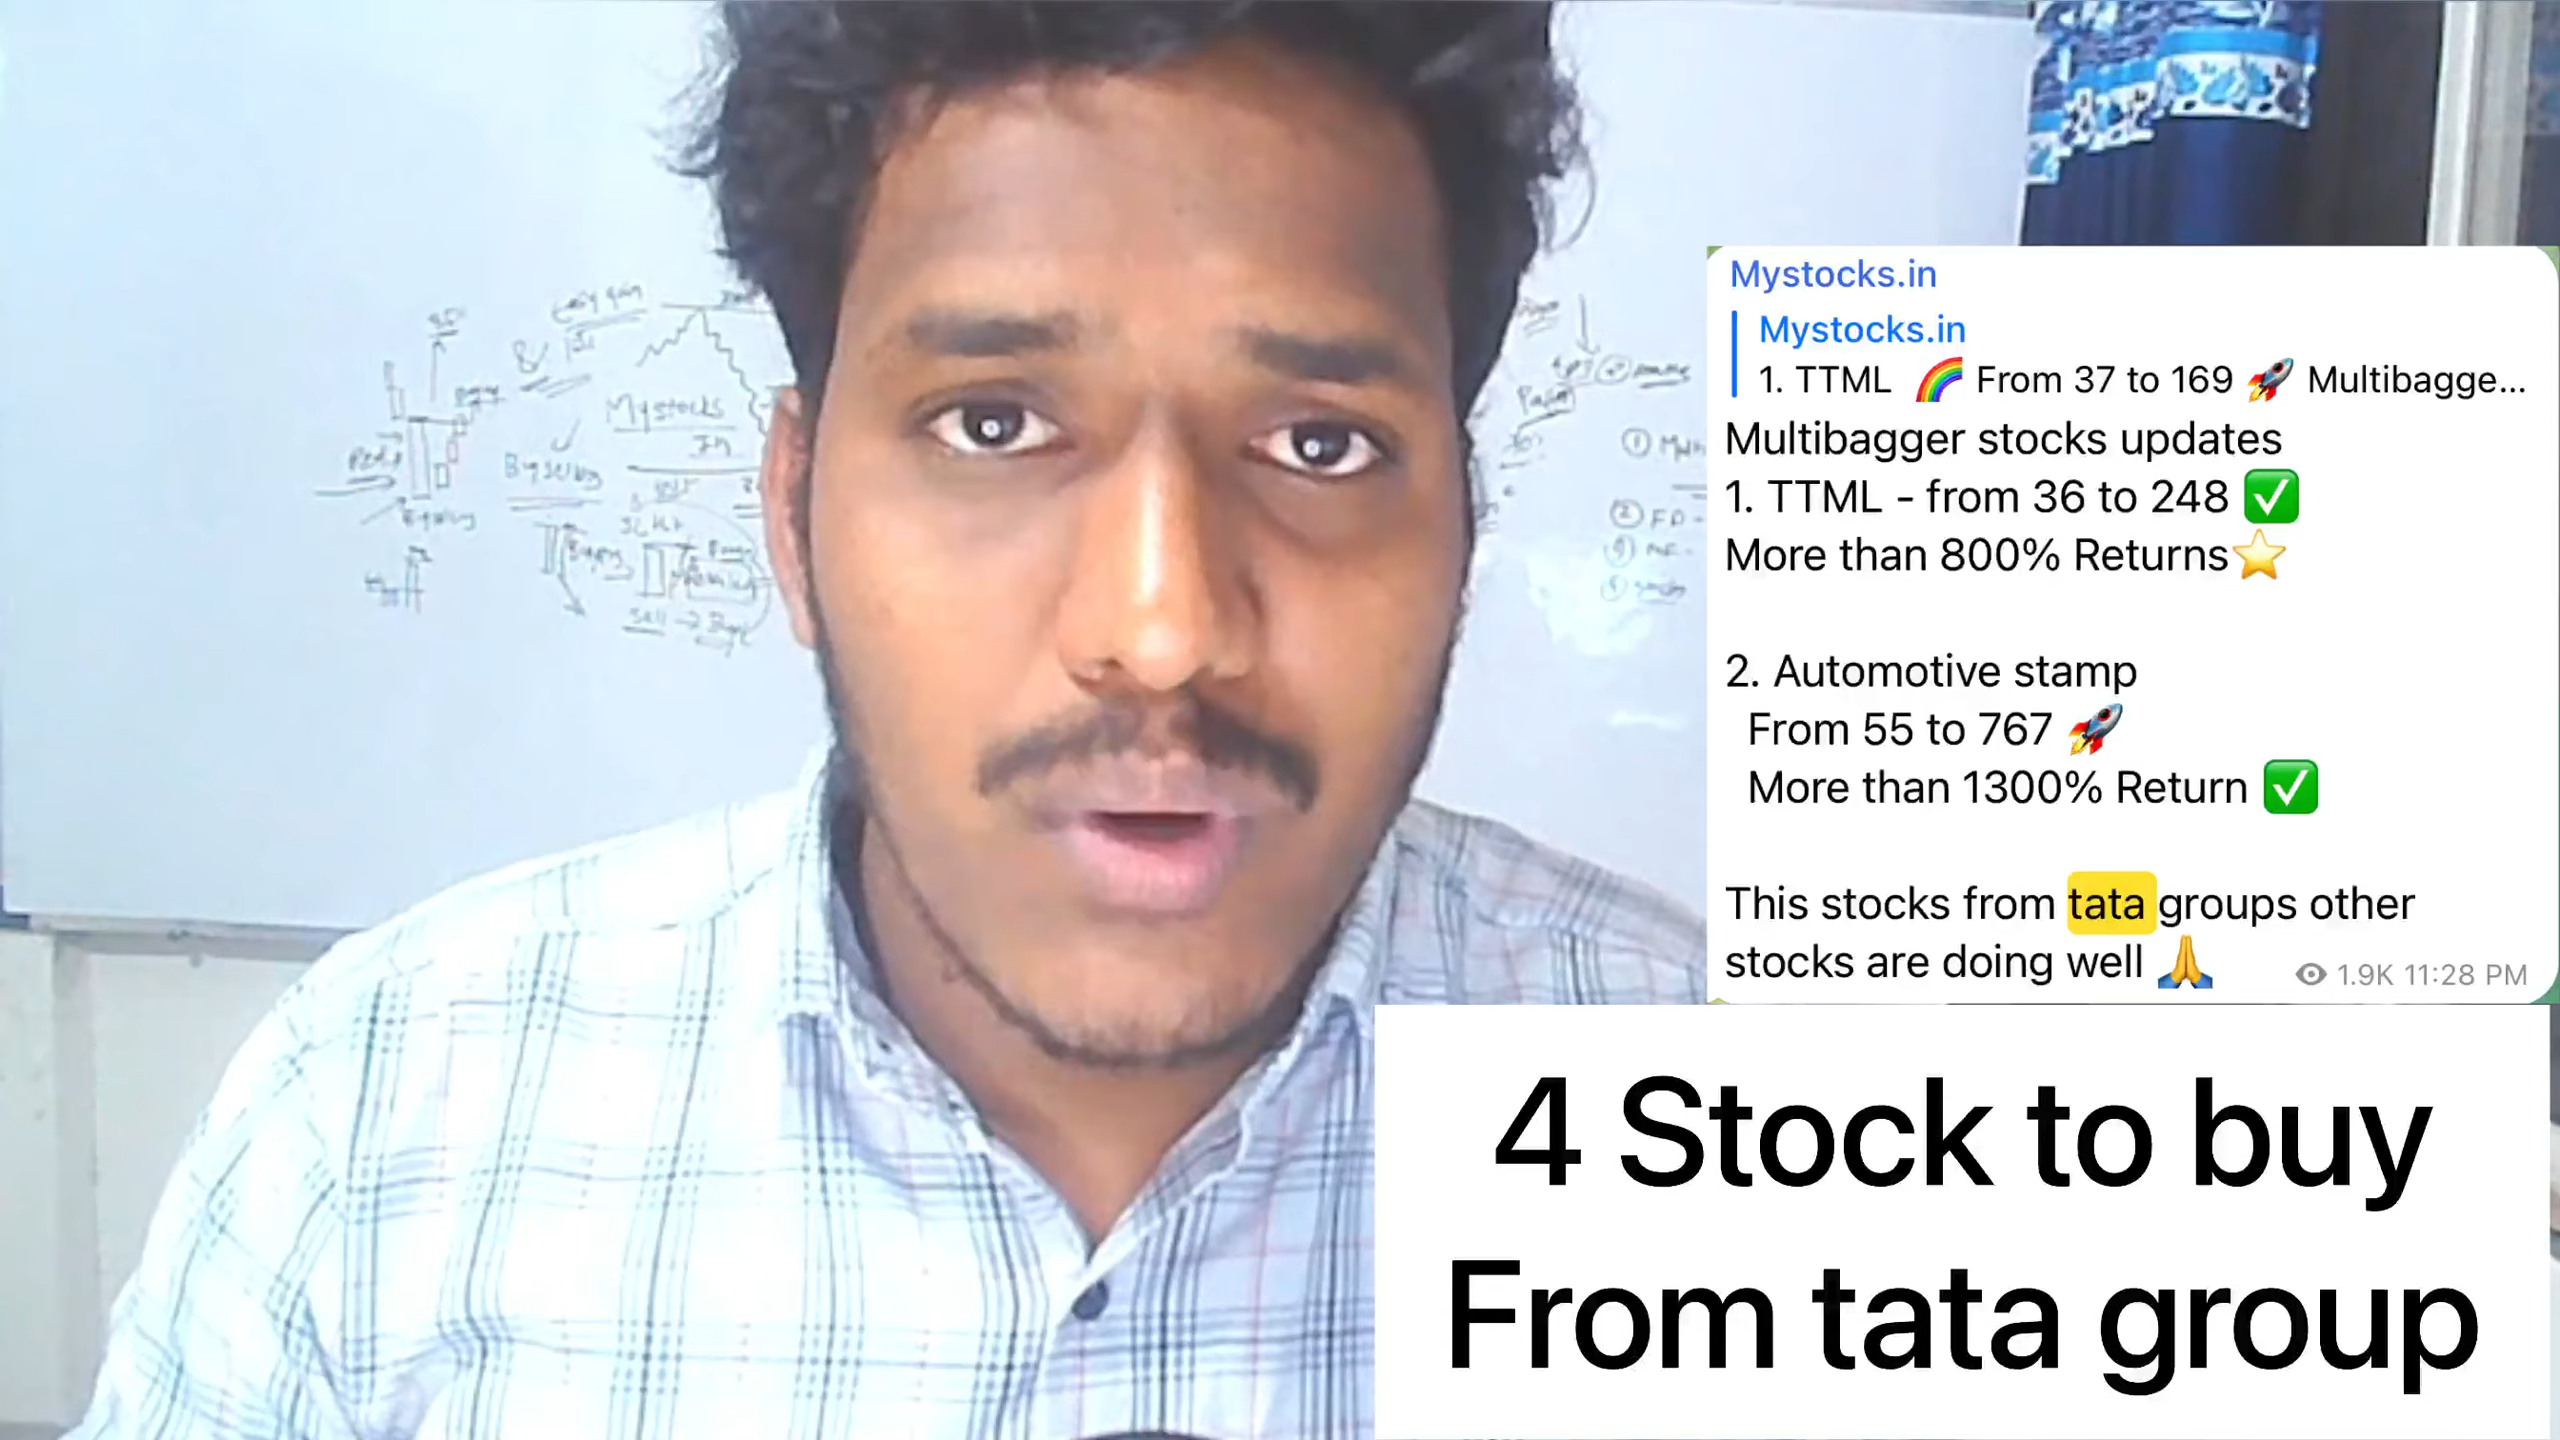 Mystocks
In
Mystocks.in
Mystocks.in
1. TTML 🌈 From 37 to 169 🚀 Multibagge...
Multibagger stocks updates
1. TTML - from 36 to 248 ✅
More than 800% Returns⭐
2. Automotive stamp
From 55 to 767 🚀
More than 1300% Return ✅
This stocks from tata groups other
stocks are doing well 🙏
1.9K 11:28 PM
4 Stock to buy
From tata group